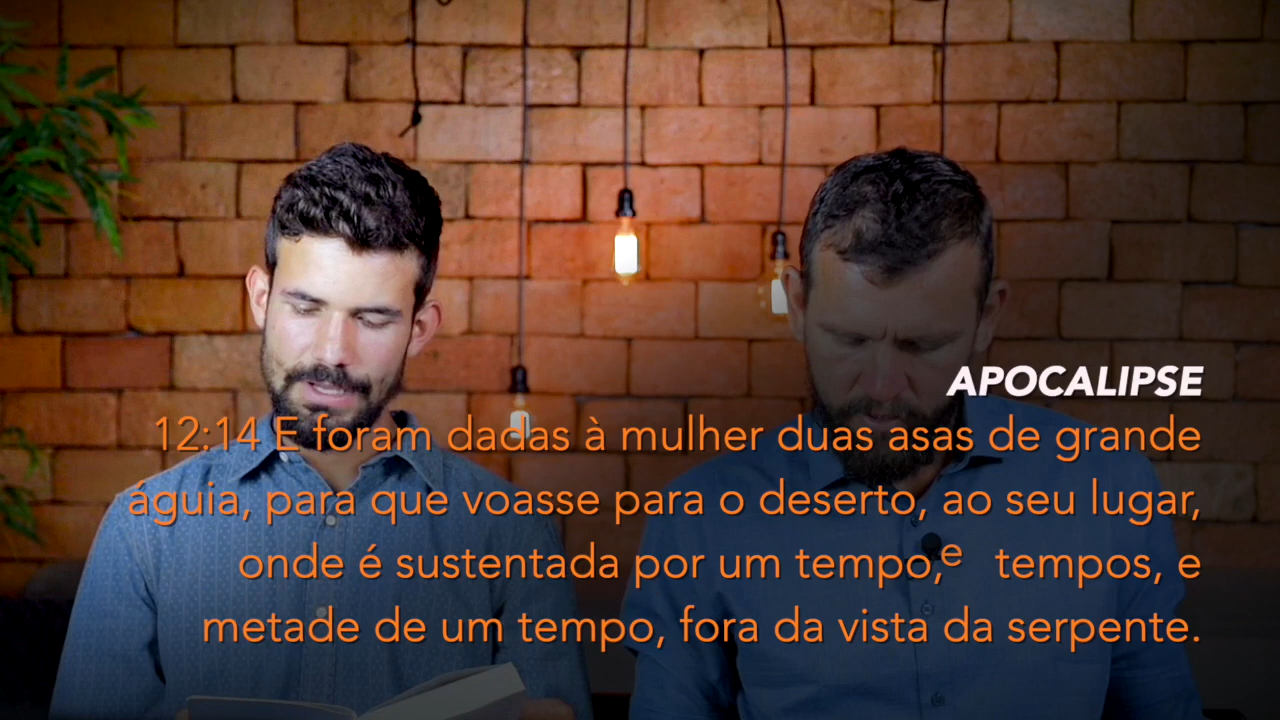 APOCALIPSE
12:14 E foram dadas à mulher duas asas de grande
águia, para que voasse para o deserto, ao seu lugar,
onde é sustentada por um tempo,e tempos, e
metade de um tempo, fora da vista da serpente.